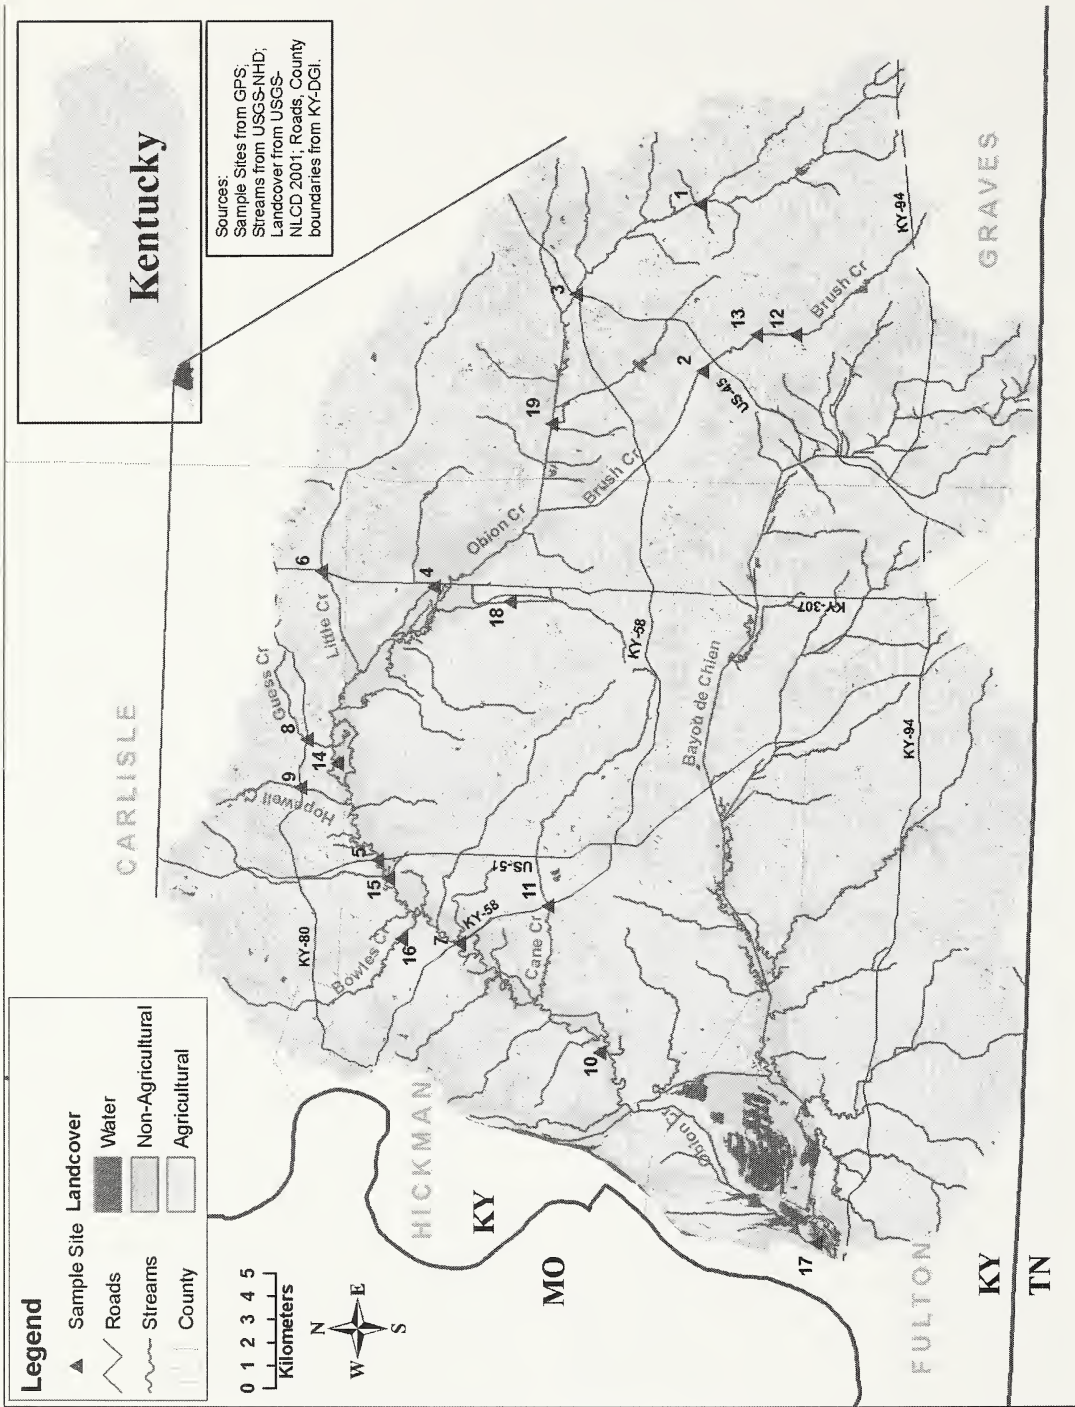 Legend
Sample Site
Roads
Streams
County
Landcover
Water
Non-Agricultural
Agricultural
0 1 2 3 4 5
Kilometers
N
W
E
S
Kentucky
Sources:
Sample Sites from GPS;
Streams from USGS-NHD;
Landcover from USGS-
NLCD 2001; Roads, County
boundaries from KY-DGI.
CARLISLE
HICKMAN
FULTON
GRAVES
KY
MO
KY
TN
KY-80
Bowles Cr
16
15
5
Hopewell
9
8
Guess Cr
14
Little Cr
6
4
Obion Cr
18
19
3
1
Brush Cr
2
US-45
13
12
Brush Cr
KY-94
7
KY-58
US-51
11
Cane Cr
10
KY-58
KY-307
Bayou de Chien
KY-94
Obion Cr
17